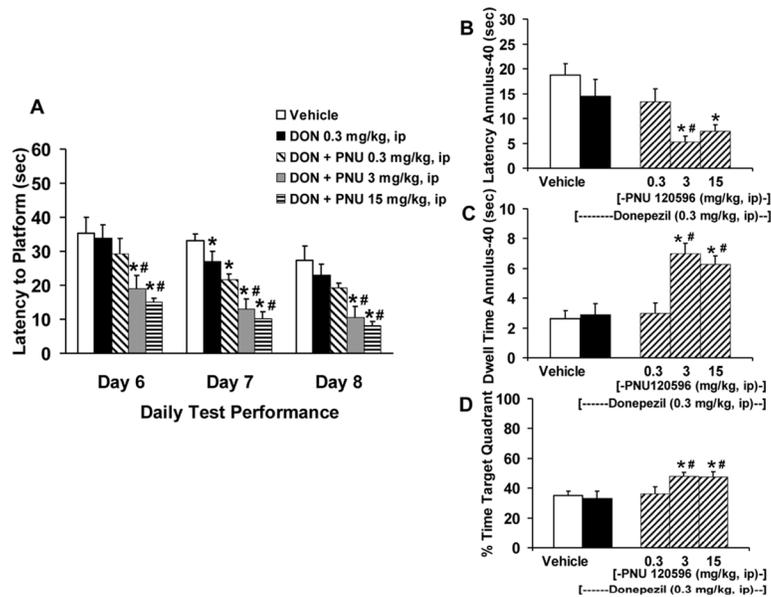 A
Vehicle
DON 0.3 mg/kg, ip
DON + PNU 0.3 mg/kg, ip
DON + PNU 3 mg/kg, ip
DON + PNU 15 mg/kg, ip
Latency to Platform (sec)
60
50
40
30
20
10
0
*#
*#
*
*
*#
*#
*#
*#
Day 6 Day 7 Day 8
Daily Test Performance
B
Latency Annulus-40 (sec)
30
25
20
15
10
5
0
*#
*
Vehicle 0.3 3 15
[-PNU 120596 (mg/kg, ip)-]
[-------Donepezil (0.3 mg/kg, ip)--]
C
Dwell Time Annulus-40 (sec)
10
8
6
4
2
0
*#
*#
Vehicle 0.3 3 15
[-PNU120596 (mg/kg, ip)-]
[------Donepezil (0.3 mg/kg, ip)--]
D
% Time Target Quadrant
100
80
60
40
20
0
*#
*#
Vehicle 0.3 3 15
[-PNU 120596 (mg/kg, ip)-]
[------Donepezil (0.3 mg/kg, ip)--]